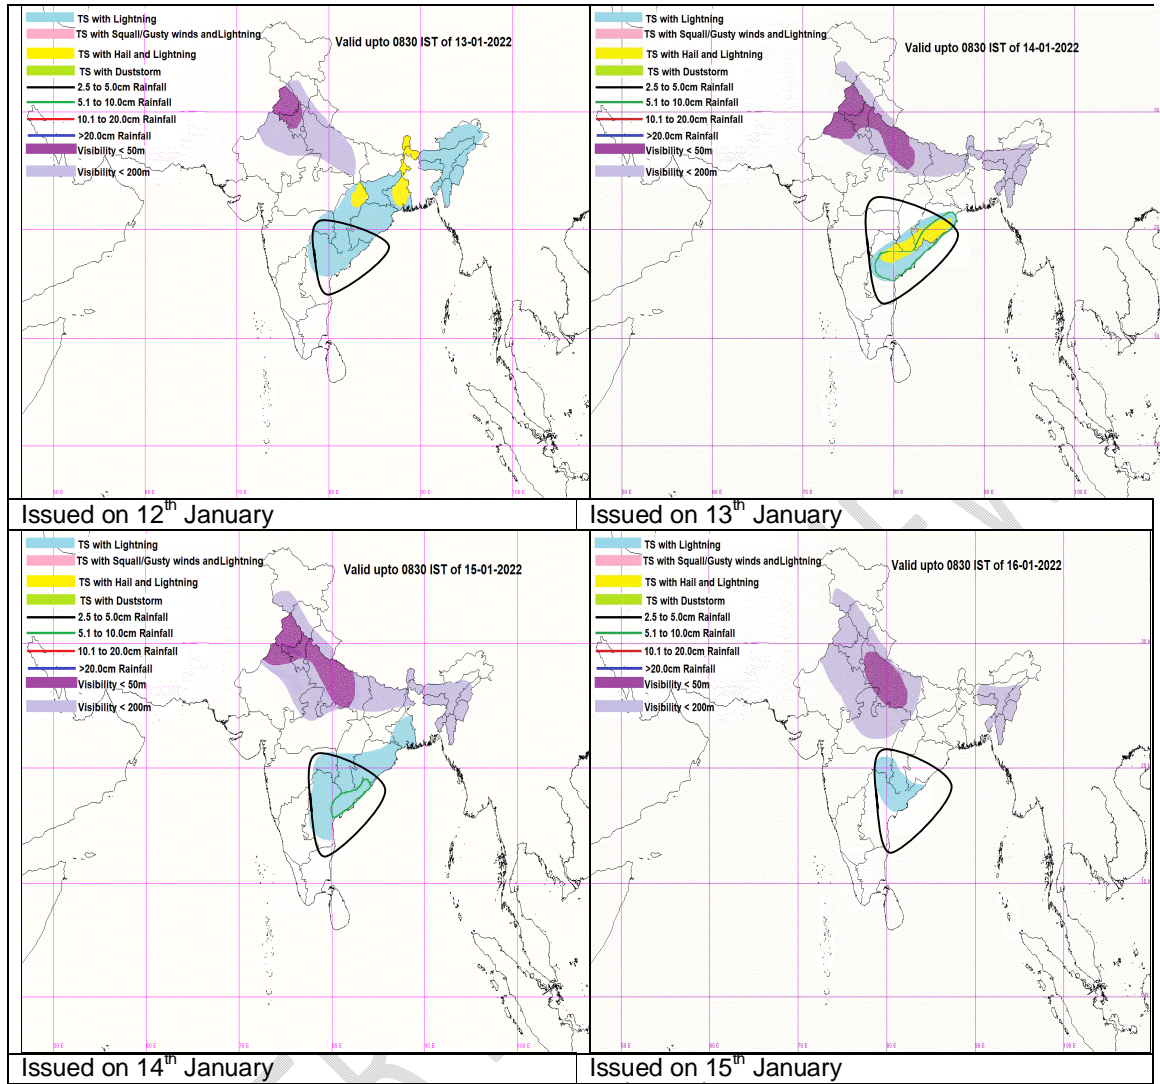 TS with Lightning
TS with Squall/Gusty winds andLightning
TS with Hail and Lightning
TS with Duststorm
2.5 to 5.0cm Rainfall
5.1 to 10.0cm Rainfall
10.1 to 20.0cm Rainfall
>20.0cm Rainfall
Visibility < 50m
Visibility < 200m
Valid upto 0830 IST of 13-01-2022
60 E
70 E
80 E
90 E
100 E
Issued on 12th January
TS with Lightning
TS with Squall/Gusty winds andLightning
TS with Hail and Lightning
TS with Duststorm
2.5 to 5.0cm Rainfall
5.1 to 10.0cm Rainfall
10.1 to 20.0cm Rainfall
>20.0cm Rainfall
Visibility < 50m
Visibility < 200m
Valid upto 0830 IST of 14-01-2022
Issued on 13th January
TS with Lightning
TS with Squall/Gusty winds andLightning
TS with Hail and Lightning
TS with Duststorm
2.5 to 5.0cm Rainfall
5.1 to 10.0cm Rainfall
10.1 to 20.0cm Rainfall
>20.0cm Rainfall
Visibility < 50m
Visibility < 200m
Valid upto 0830 IST of 15-01-2022
Issued on 14th January
TS with Lightning
TS with Squall/Gusty winds andLightning
TS with Hail and Lightning
TS with Duststorm
2.5 to 5.0cm Rainfall
5.1 to 10.0cm Rainfall
10.1 to 20.0cm Rainfall
>20.0cm Rainfall
Visibility < 50m
Visibility < 200m
Valid upto 0830 IST of 16-01-2022
Issued on 15th January